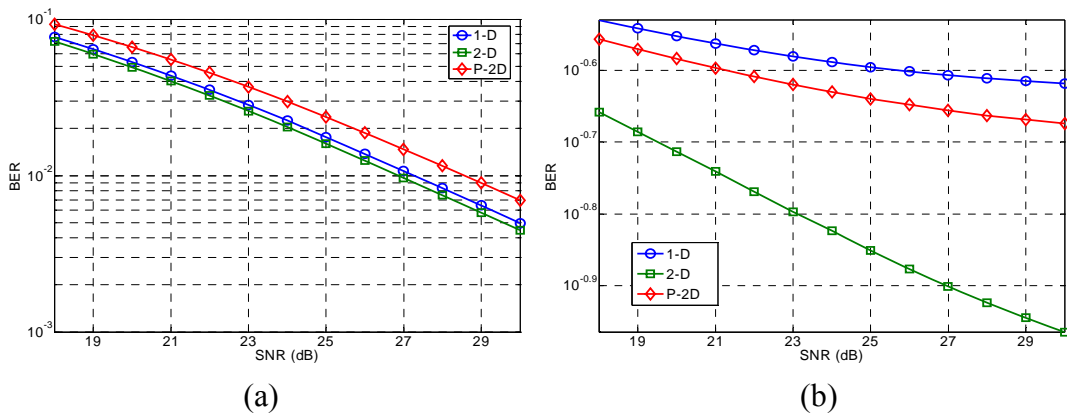 10^-1
10^-2
10^-3
BER
1-D
2-D
P-2D
19 21 23 25 27 29
SNR (dB)
(a)
10^-0.6
10^-0.7
10^-0.8
10^-0.9
BER
1-D
2-D
P-2D
19 21 23 25 27 29
SNR (dB)
(b)